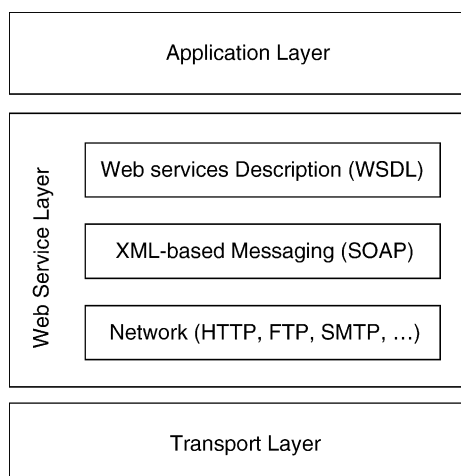 Application Layer
Web Service Layer
Web services Description (WSDL)
XML-based Messaging (SOAP)
Network (HTTP, FTP, SMTP, ...)
Transport Layer